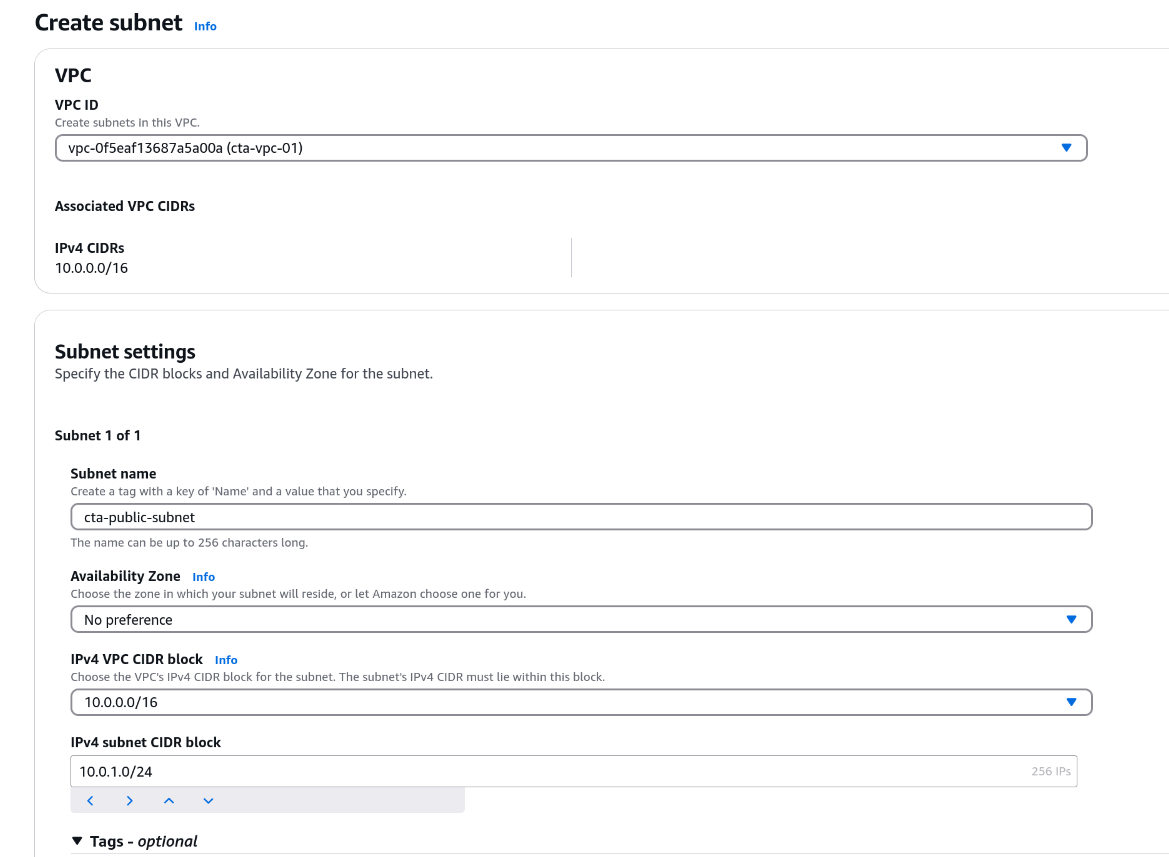 Create subnet Info
VPC
VPC ID
Create subnets in this VPC.
vpc-0f5eaf13687a5a00a (cta-vpc-01)
Associated VPC CIDRs
IPv4 CIDRs
10.0.0.0/16
Subnet settings
Specify the CIDR blocks and Availability Zone for the subnet.
Subnet 1 of 1
Subnet name
Create a tag with a key of 'Name' and a value that you specify.
cta-public-subnet
The name can be up to 256 characters long.
Availability Zone Info
Choose the zone in which your subnet will reside, or let Amazon choose one for you.
No preference
IPv4 VPC CIDR block Info
Choose the VPC's IPv4 CIDR block for the subnet. The subnet's IPv4 CIDR must lie within this block.
10.0.0.0/16
IPv4 subnet CIDR block
10.0.1.0/24 256 IPs
Tags - optional